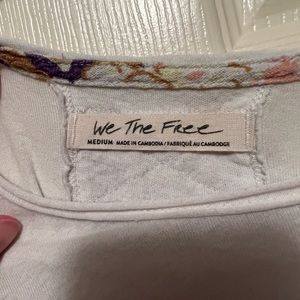 We The Free
MEDIUM MADE IN CAMBODIA / FABRIQUÉ AU CAMBODGE